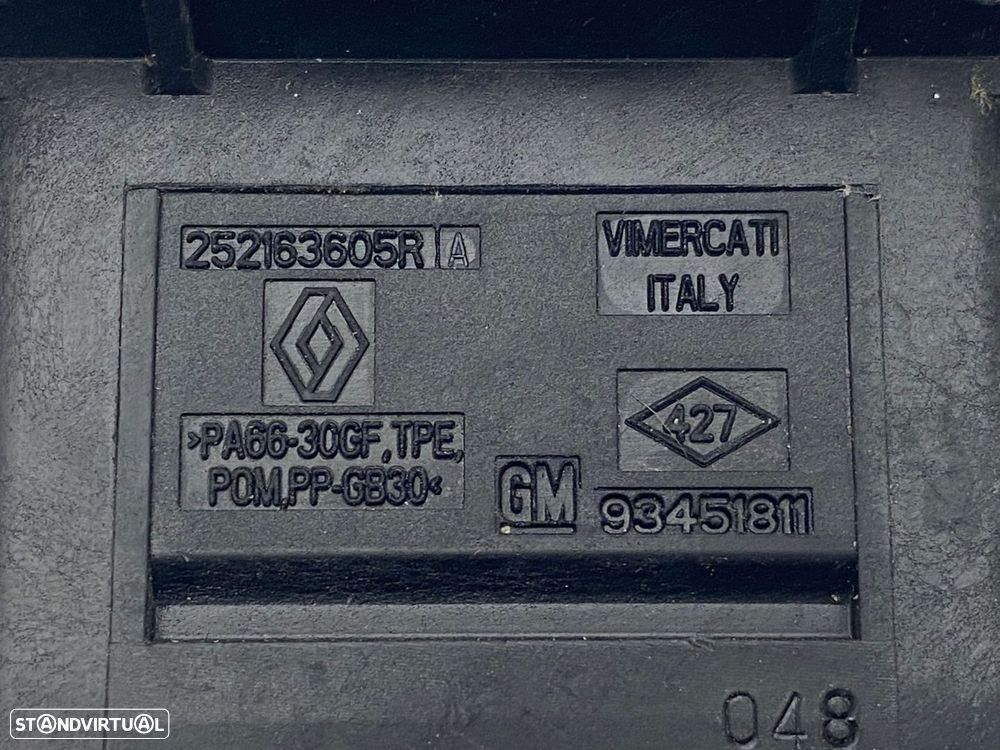 252163605R A
VIMERCATI
ITALY
427
>PA66-30GF,TPE,
POM,PP-GB30<
GM
93451811
048
STANDVIRTUAL